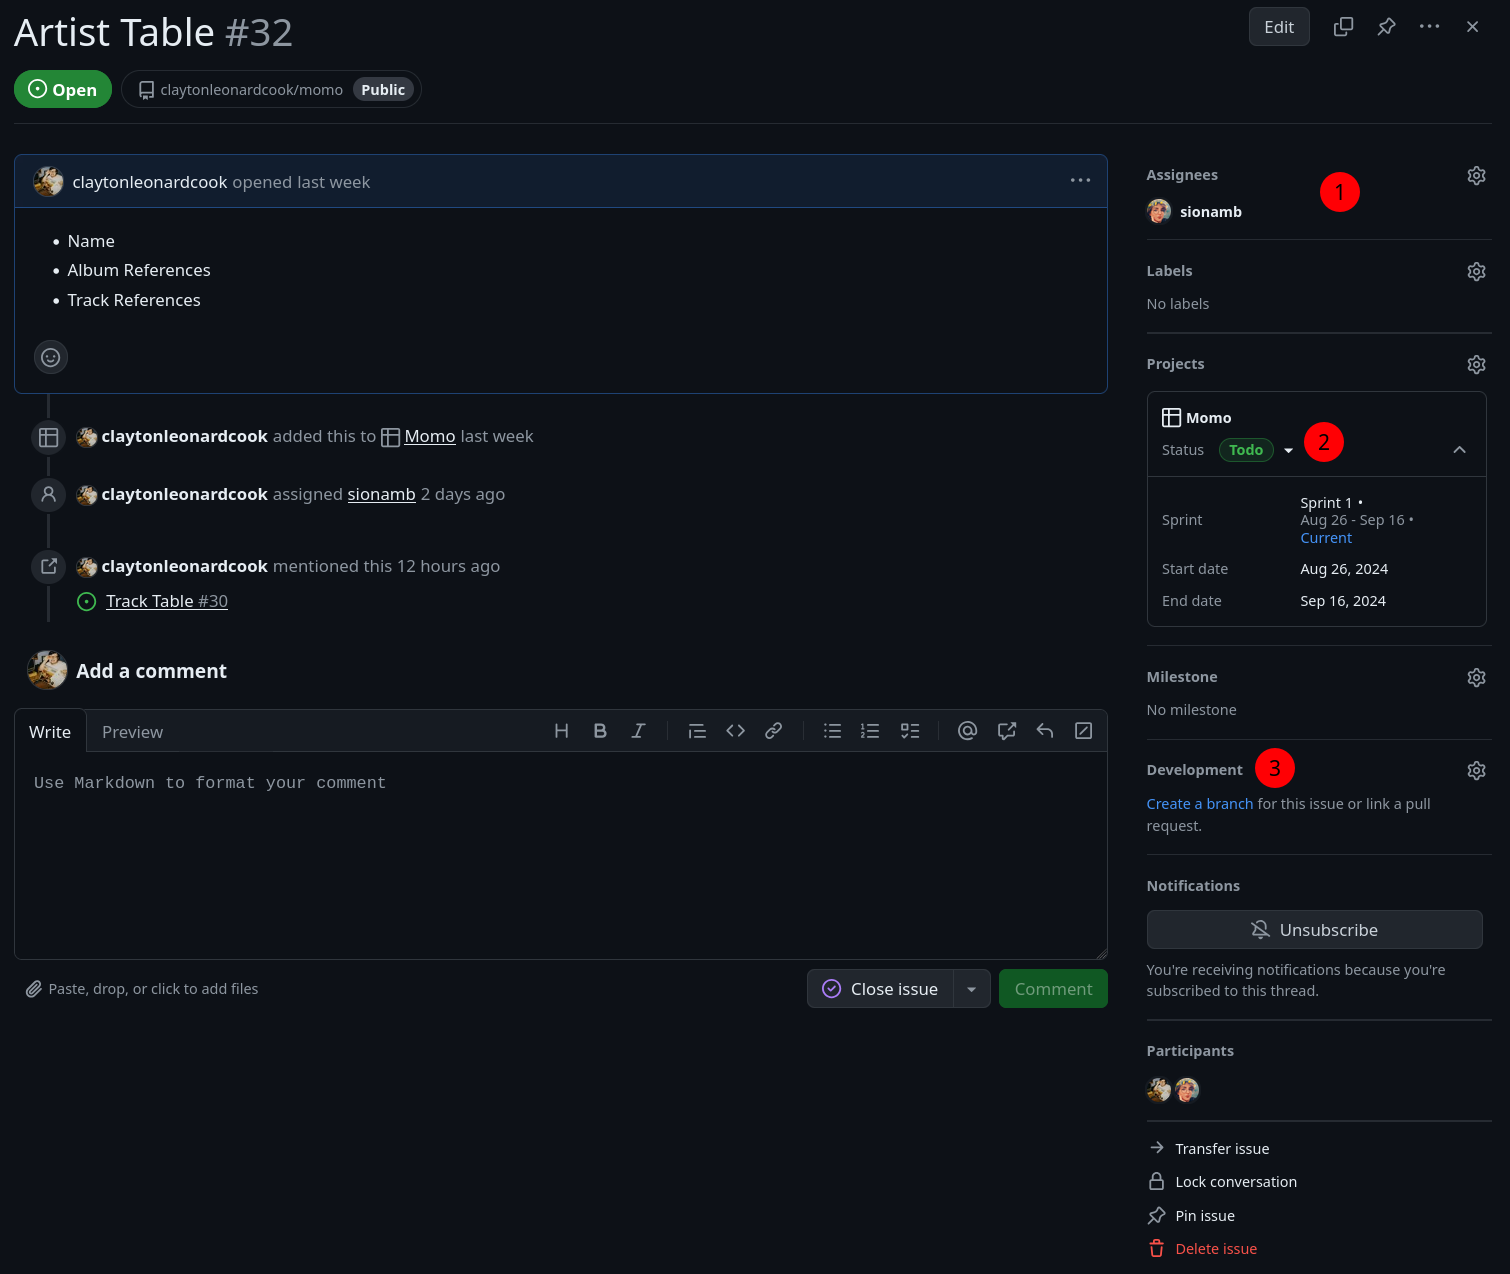 Artist Table #32
Edit
Open
claytonleonardcook/momo Public
claytonleonardcook opened last week
• Name
• Album References
• Track References
claytonleonardcook added this to Momo last week
claytonleonardcook assigned sionamb 2 days ago
claytonleonardcook mentioned this 12 hours ago
Track Table #30
Add a comment
Write Preview
Use Markdown to format your comment
Paste, drop, or click to add files
Close issue
Comment
Assignees
1
sionamb
Labels
No labels
Projects
Momo
Status Todo
2
Sprint
Sprint 1 •
Aug 26 - Sep 16 •
Current
Start date Aug 26, 2024
End date Sep 16, 2024
Milestone
No milestone
Development
3
Create a branch for this issue or link a pull
request.
Notifications
Unsubscribe
You're receiving notifications because you're
subscribed to this thread.
Participants
Transfer issue
Lock conversation
Pin issue
Delete issue